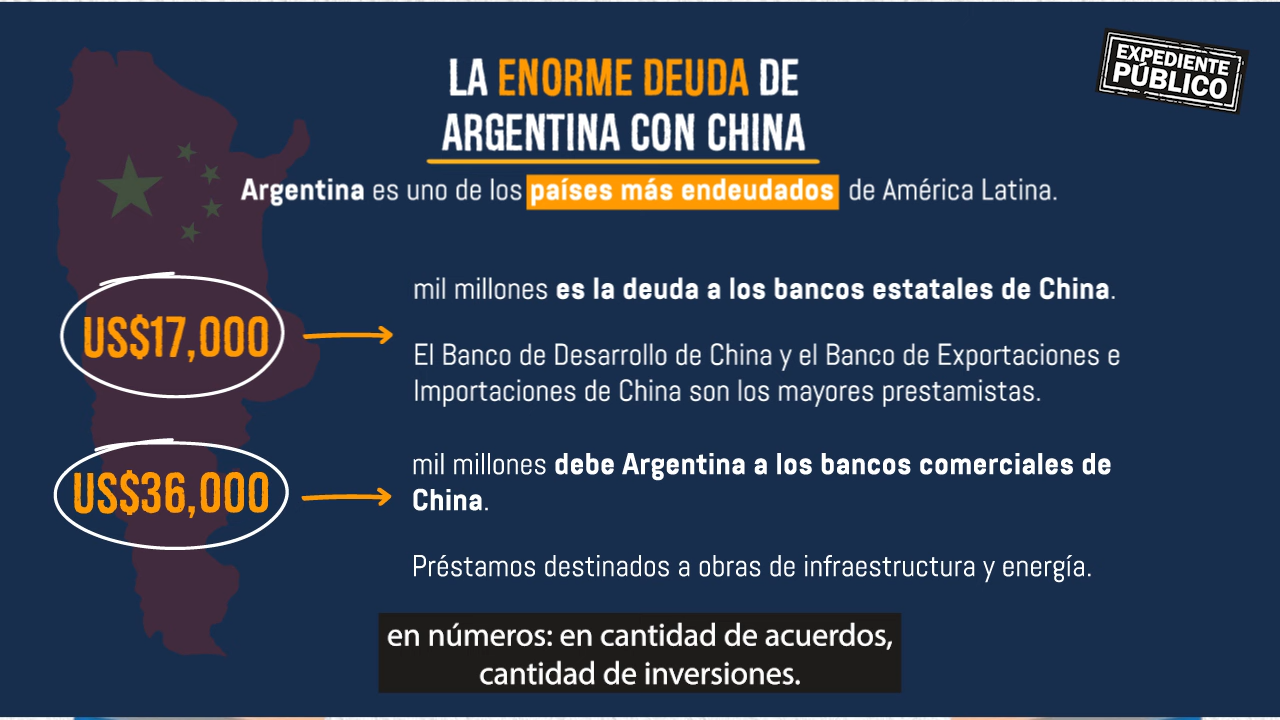 EXPEDIENTE
PÚBLICO
LA ENORME DEUDA DE
ARGENTINA CON CHINA
Argentina es uno de los países más endeudados de América Latina.
US$17,000
mil millones es la deuda a los bancos estatales de China.
El Banco de Desarrollo de China y el Banco de Exportaciones e
Importaciones de China son los mayores prestamistas.
US$36,000
mil millones debe Argentina a los bancos comerciales de
China.
Préstamos destinados a obras de infraestructura y energía.
en números: en cantidad de acuerdos,
cantidad de inversiones.